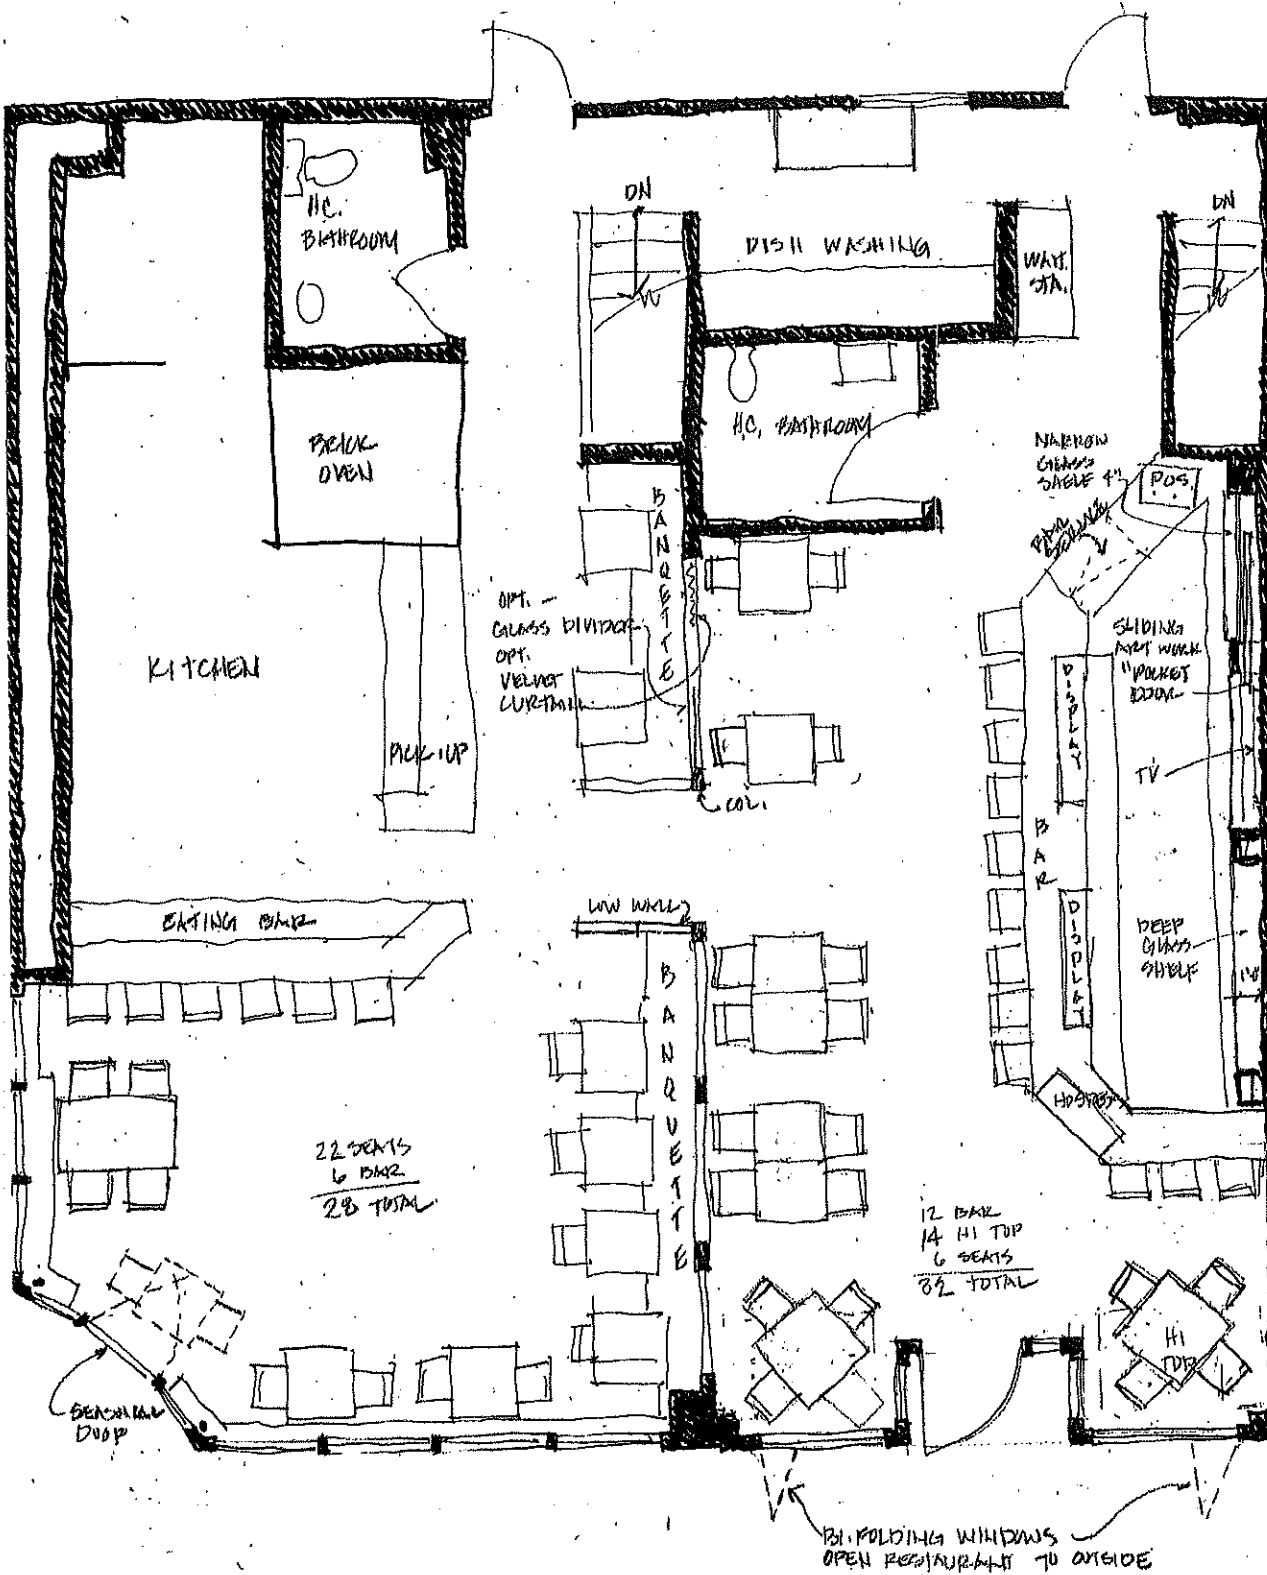 DN
DN
H.C.
BATHROOM
DISH WASHING
WAIT.
STA.
BRICK
OVEN
H.C. BATHROOM
NARROW
GLASS
SHELF 4"
POS.
BAR
BANQUETTE
OPT. -
GLASS DIVIDER
OPT.
VELVET
CURTAIN
SLIDING
ART WORK
"POCKET
DOOR
KITCHEN
DISPLAY
PICK-UP
TV
COL.
BAR
EATING BAR
LOW WALL
DISPLAY
DEEP
GLASS
SHELF
BANQUETTE
HOSTESS
22 SEATS
6 BAR
28 TOTAL
12 BAR
14 HI TOP
6 SEATS
32 TOTAL
HI
TOP
SEASONAL
DOOR
BI-FOLDING WINDOWS
OPEN RESTAURANT TO OUTSIDE